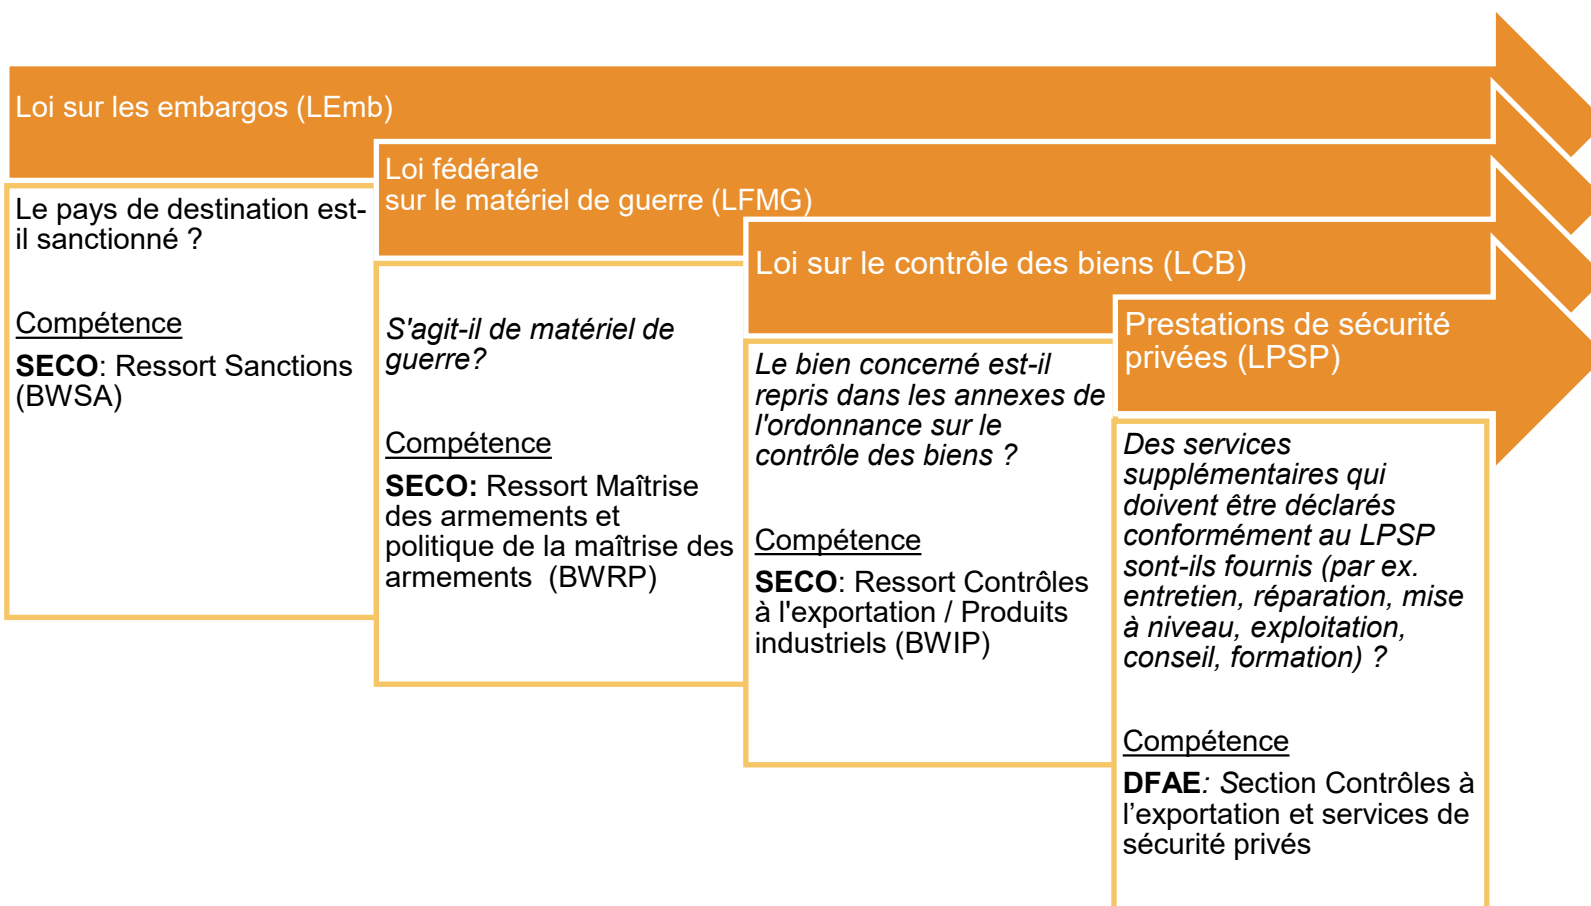 Loi sur les embargos (LEmb)
Le pays de destination est-
il sanctionné ?
Compétence
SECO: Ressort Sanctions
(BWSA)
Loi fédérale
sur le matériel de guerre (LFMG)
S'agit-il de matériel de
guerre?
Compétence
SECO: Ressort Maîtrise
des armements et
politique de la maîtrise des
armements  (BWRP)
Loi sur le contrôle des biens (LCB)
Le bien concerné est-il
repris dans les annexes de
l'ordonnance sur le
contrôle des biens ?
Compétence
SECO: Ressort Contrôles
à l'exportation / Produits
industriels (BWIP)
Prestations de sécurité
privées (LPSP)
Des services
supplémentaires qui
doivent être déclarés
conformément au LPSP
sont-ils fournis (par ex.
entretien, réparation, mise
à niveau, exploitation,
conseil, formation) ?
Compétence
DFAE: Section Contrôles à
l’exportation et services de
sécurité privés